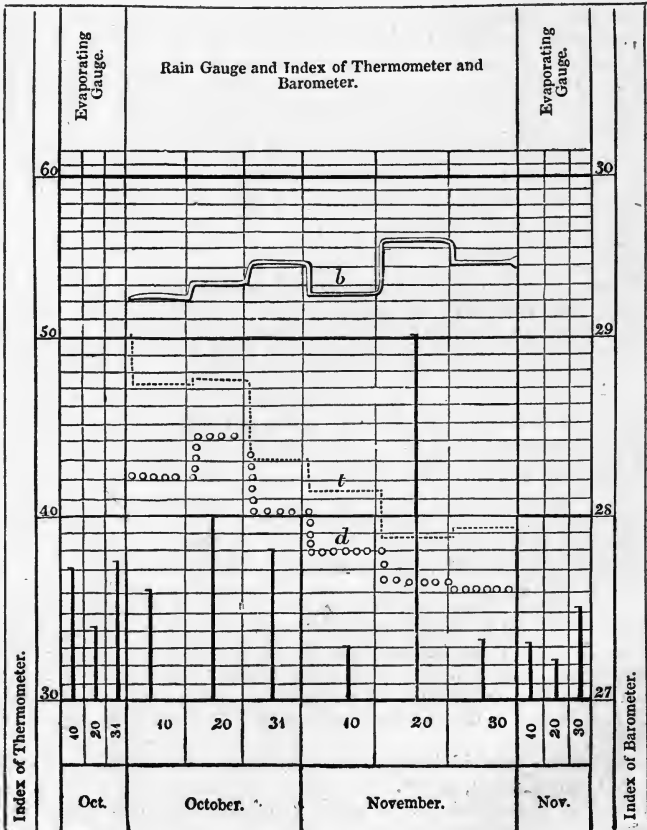 Evaporating
Gauge.
Rain Gauge and Index of Thermometer and
Barometer.
Evaporating
Gauge.
60
30
b
50
29
t
40
28
d
30
27
10
20
31
10
20
31
10
20
30
10
20
30
Index of Thermometer.
Oct.
October.
November.
Nov.
Index of Barometer.